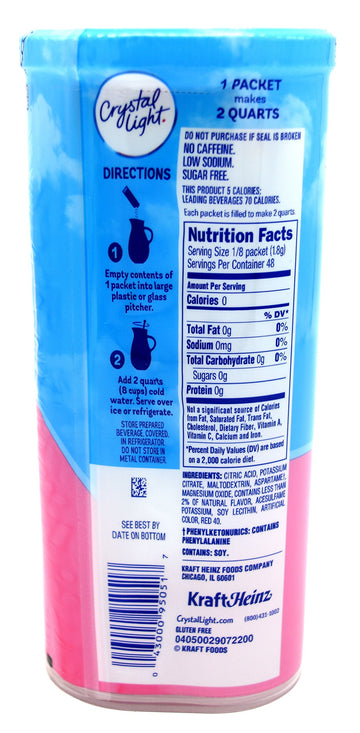 Crystal
Light.
1 PACKET
makes
2 QUARTS
DO NOT PURCHASE IF SEAL IS BROKEN
NO CAFFEINE.
LOW SODIUM.
SUGAR FREE.
THIS PRODUCT 5 CALORIES;
LEADING BEVERAGES 70 CALORIES.
Each packet is filled to make 2 quarts.
DIRECTIONS
1
Empty contents of
1 packet into large
plastic or glass
pitcher.
2
Add 2 quarts
(8 cups) cold
water. Serve over
ice or refrigerate.
STORE PREPARED
BEVERAGE, COVERED,
IN REFRIGERATOR.
DO NOT STORE IN
METAL CONTAINER.
SEE BEST BY
DATE ON BOTTOM
Nutrition Facts
Serving Size 1/8 packet (1.8g)
Servings Per Container 48
Amount Per Serving
Calories 0
% DV*
Total Fat 0g 0%
Sodium 0mg 0%
Total Carbohydrate 0g 0%
Sugars 0g
Protein 0g
Not a significant source of Calories
from Fat, Saturated Fat, Trans Fat,
Cholesterol, Dietary Fiber, Vitamin A,
Vitamin C, Calcium and Iron.
*Percent Daily Values (DV) are based
on a 2,000 calorie diet.
INGREDIENTS: CITRIC ACID, POTASSIUM
CITRATE, MALTODEXTRIN, ASPARTAME†,
MAGNESIUM OXIDE, CONTAINS LESS THAN
2% OF NATURAL FLAVOR, ACESULFAME
POTASSIUM, SOY LECITHIN, ARTIFICIAL
COLOR, RED 40.
† PHENYLKETONURICS: CONTAINS
PHENYLALANINE
CONTAINS: SOY.
KRAFT HEINZ FOODS COMPANY
CHICAGO, IL 60601
KraftHeinz
CrystalLight.com (800)431-1002
GLUTEN FREE
04050029072200
© KRAFT FOODS
0 43000 95051 7